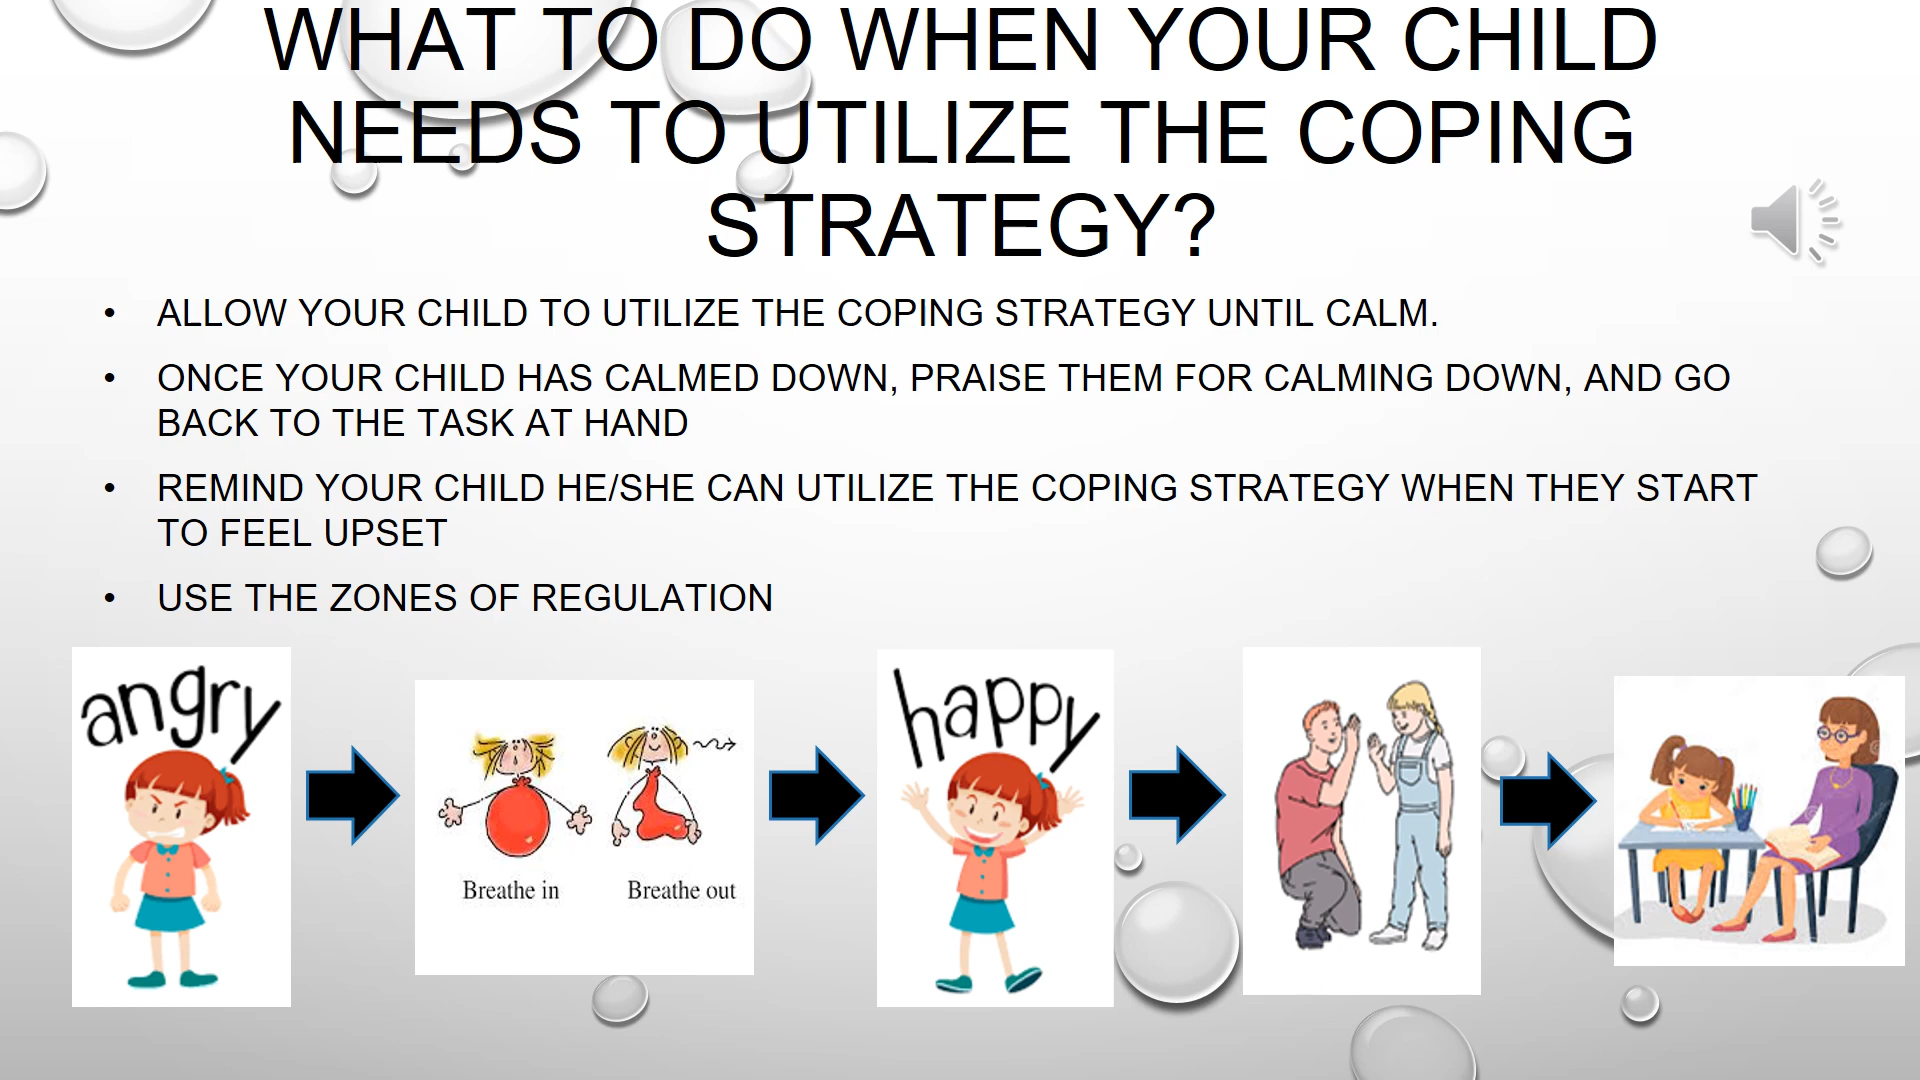 WHAT TO DO WHEN YOUR CHILD
NEEDS TO UTILIZE THE COPING
STRATEGY?
• ALLOW YOUR CHILD TO UTILIZE THE COPING STRATEGY UNTIL CALM.
• ONCE YOUR CHILD HAS CALMED DOWN, PRAISE THEM FOR CALMING DOWN, AND GO
BACK TO THE TASK AT HAND
• REMIND YOUR CHILD HE/SHE CAN UTILIZE THE COPING STRATEGY WHEN THEY START
TO FEEL UPSET
• USE THE ZONES OF REGULATION
angry
Breathe in
Breathe out
happy